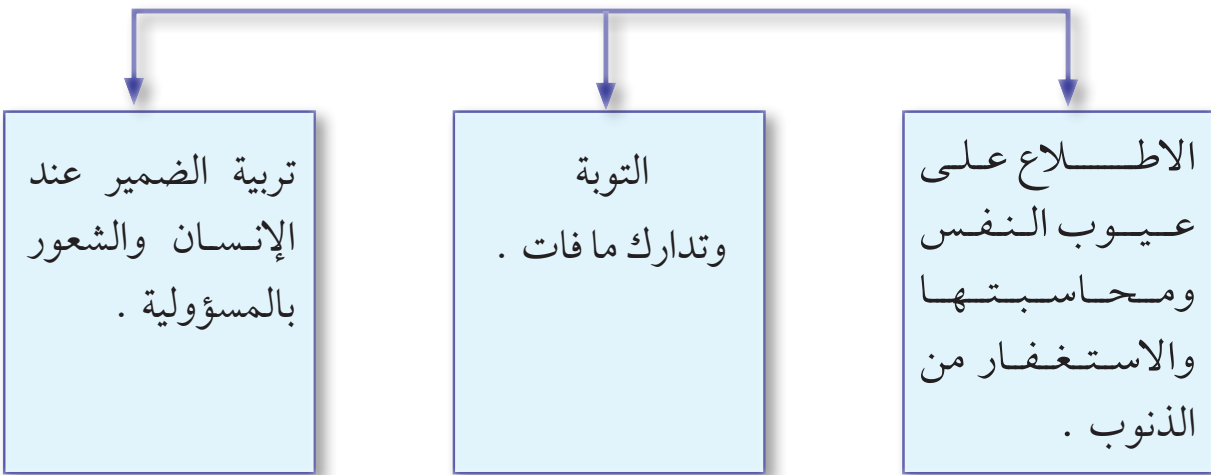 الاطلاع على
عيوب النفس
ومحاسبتها
والاستغفار من
الذنوب .
التوبة
وتدارك ما فات .
تربية الضمير عند
الإنسان والشعور
بالمسؤولية .